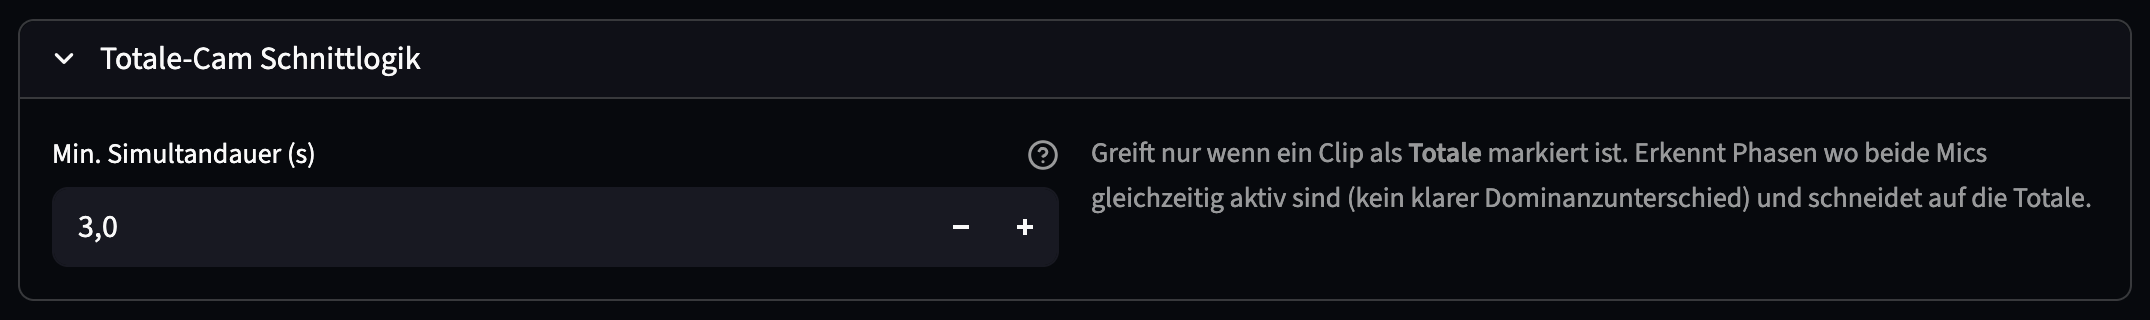 Totale-Cam Schnittlogik
Min. Simultandauer (s)
3,0
Greift nur wenn ein Clip als Totale markiert ist. Erkennt Phasen wo beide Mics
gleichzeitig aktiv sind (kein klarer Dominanzunterschied) und schneidet auf die Totale.